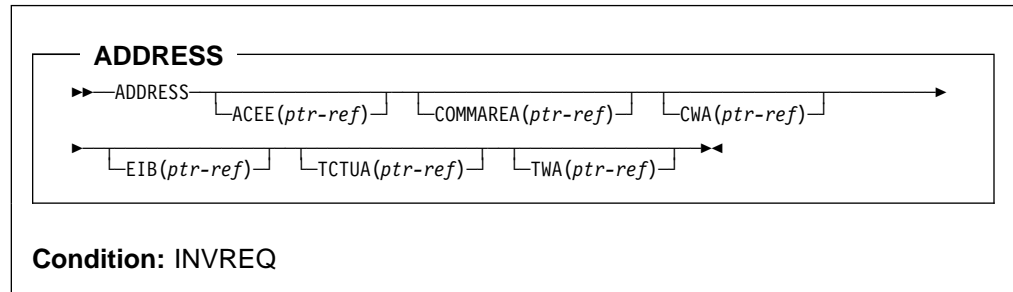 ADDRESS
►►—ADDRESS—ACEE(ptr-ref)—COMMAREA(ptr-ref)—CWA(ptr-ref)—►
►—EIB(ptr-ref)—TCTUA(ptr-ref)—TWA(ptr-ref)—►◄
Condition: INVREQ